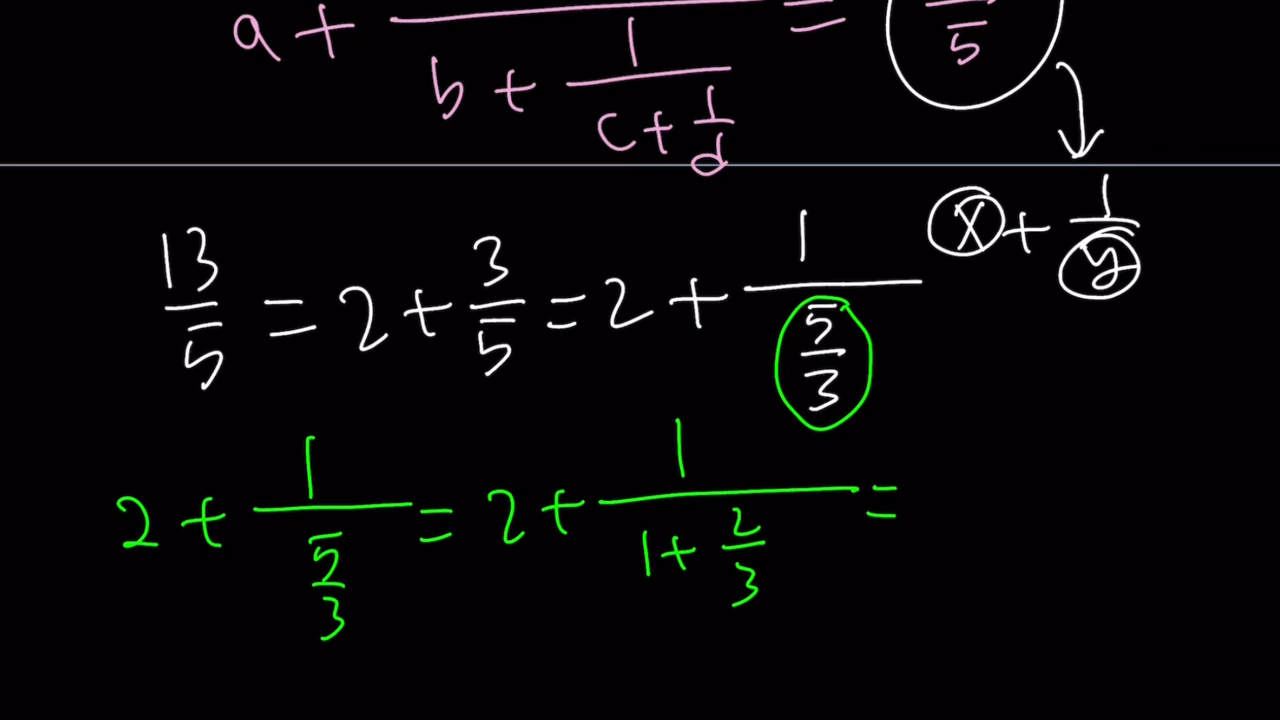 a + 1/(b + 1/(c + 1/d)) = /5
x + 1/y
13/5 = 2 + 3/5 = 2 + 1/(5/3)
2 + 1/(5/3) = 2 + 1/(1 + 2/3) =